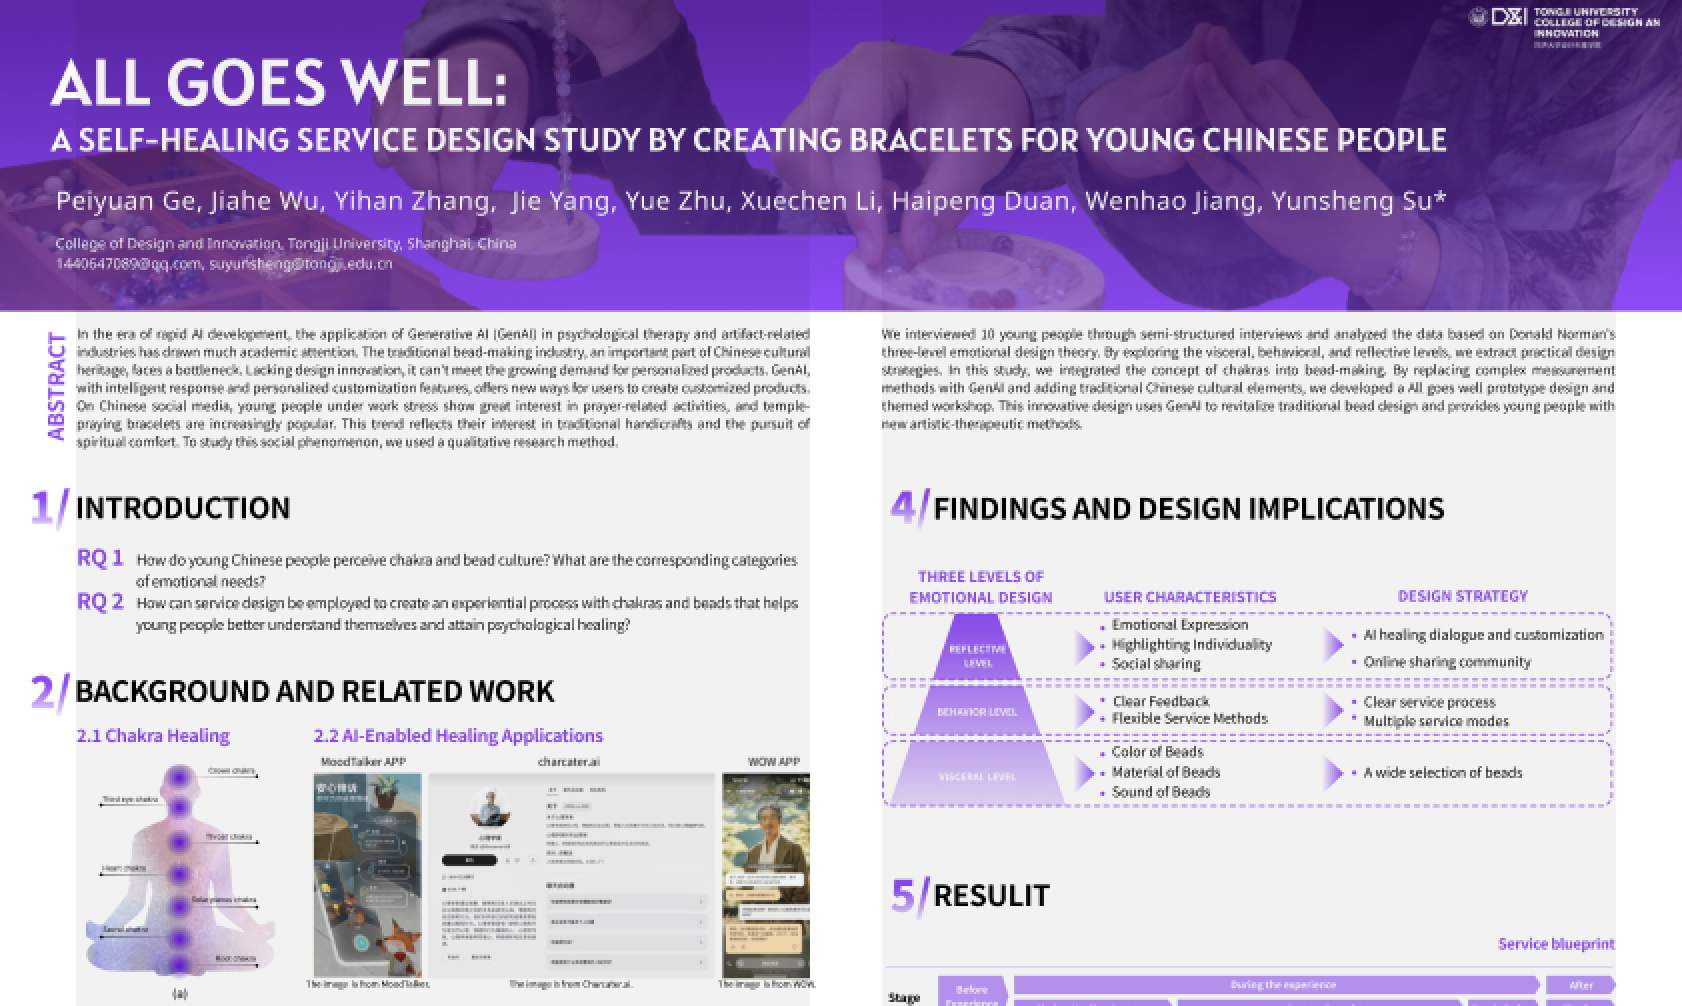 TONGJI UNIVERSITY
COLLEGE OF DESIGN AN
INNOVATION
ALL GOES WELL:
A SELF-HEALING SERVICE DESIGN STUDY BY CREATING BRACELETS FOR YOUNG CHINESE PEOPLE
Peiyuan Ge, Jiahe Wu, Yihan Zhang, Jie Yang, Yue Zhu, Xuechen Li, Haipeng Duan, Wenhao Jiang, Yunsheng Su*
College of Design and Innovation, Tongji University, Shanghai, China
1440647089@qq.com, suyunsheng@tongji.edu.cn
ABSTRACT
In the era of rapid AI development, the application of Generative AI (GenAI) in psychological therapy and artifact-related
industries has drawn much academic attention. The traditional bead-making industry, an important part of Chinese cultural
heritage, faces a bottleneck. Lacking design innovation, it can't meet the growing demand for personalized products. GenAI,
with intelligent response and personalized customization features, offers new ways for users to create customized products.
On Chinese social media, young people under work stress show great interest in prayer-related activities, and temple-
praying bracelets are increasingly popular. This trend reflects their interest in traditional handicrafts and the pursuit of
spiritual comfort. To study this social phenomenon, we used a qualitative research method.
We interviewed 10 young people through semi-structured interviews and analyzed the data based on Donald Norman's
three-level emotional design theory. By exploring the visceral, behavioral, and reflective levels, we extract practical design
strategies. In this study, we integrated the concept of chakras into bead-making. By replacing complex measurement
methods with GenAI and adding traditional Chinese cultural elements, we developed a All goes well prototype design and
themed workshop. This innovative design uses GenAI to revitalize traditional bead design and provides young people with
new artistic-therapeutic methods.
1/ INTRODUCTION
RQ 1 How do young Chinese people perceive chakra and bead culture? What are the corresponding categories
of emotional needs?
RQ 2 How can service design be employed to create an experiential process with chakras and beads that helps
young people better understand themselves and attain psychological healing?
2/ BACKGROUND AND RELATED WORK
2.1 Chakra Healing
Crown chakra
Third eye chakra
Throat chakra
Heart chakra
Solar plexus chakra
Sacral chakra
Root chakra
(a)
2.2 AI-Enabled Healing Applications
MoodTalker APP
charcater.ai
WOW APP
The image is from MoodTalker.
The image is from Charcater.ai.
The image is from WOW.
4/ FINDINGS AND DESIGN IMPLICATIONS
THREE LEVELS OF
EMOTIONAL DESIGN
USER CHARACTERISTICS
DESIGN STRATEGY
REFLECTIVE
LEVEL
• Emotional Expression
• Highlighting Individuality
• Social sharing
• AI healing dialogue and customization
• Online sharing community
BEHAVIOR LEVEL
• Clear Feedback
• Flexible Service Methods
• Clear service process
• Multiple service modes
VISCERAL LEVEL
• Color of Beads
• Material of Beads
• Sound of Beads
• A wide selection of beads
5/ RESULIT
Service blueprint
Stage
Before
Experience
During the experience
After